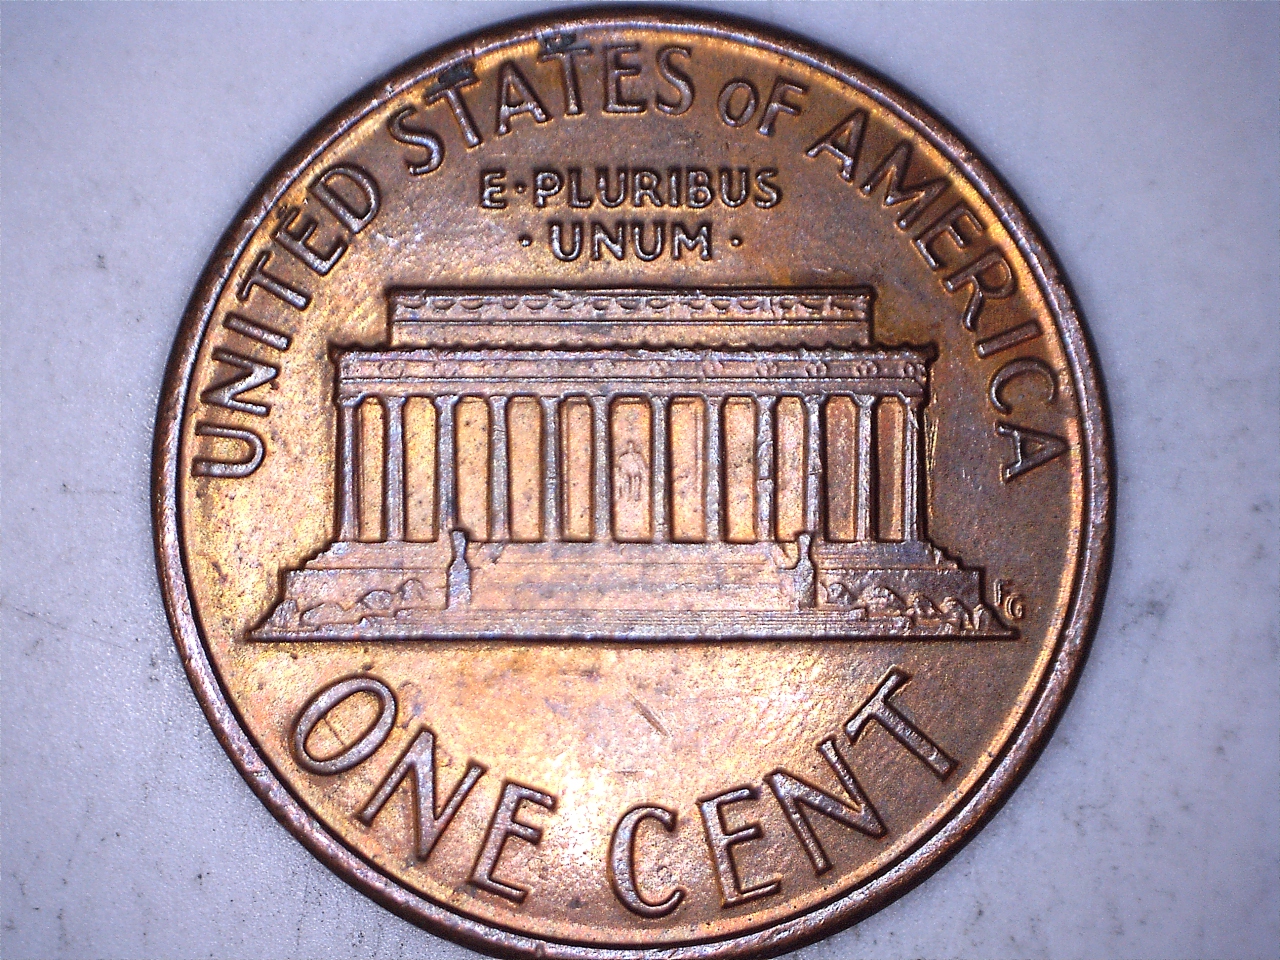 UNITED STATES OF AMERICA
E·PLURIBUS
·UNUM·
FG
ONE CENT